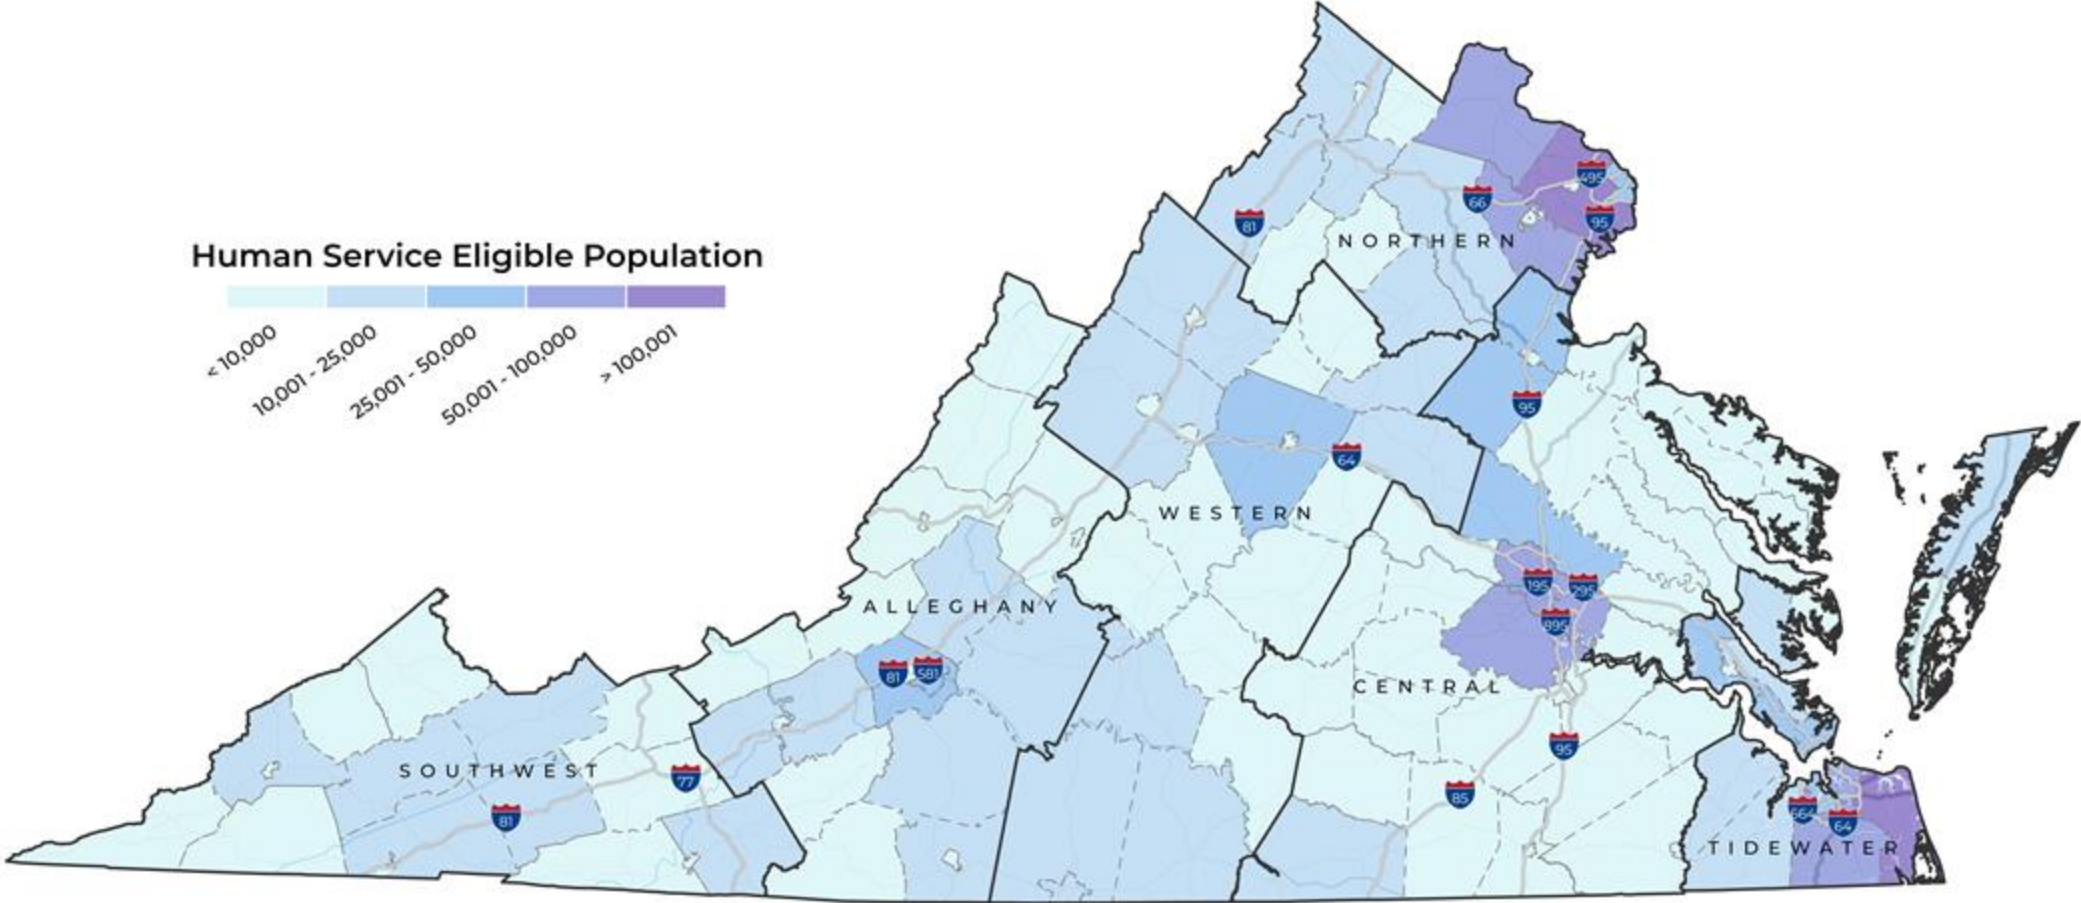 Human Service Eligible Population
< 10,000
10,001 - 25,000
25,001 - 50,000
50,001 - 100,000
> 100,001
495
66
95
81
NORTHERN
95
64
WESTERN
195
295
895
ALLEGHANY
81
581
CENTRAL
95
SOUTHWEST
77
85
81
664
64
TIDEWATER